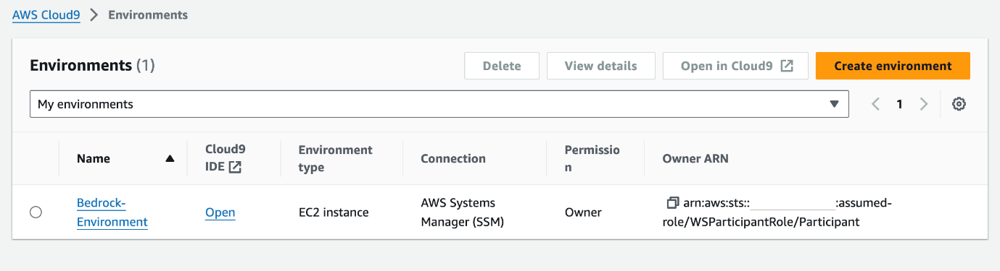 AWS Cloud9 > Environments
Environments (1)
Delete
View details
Open in Cloud9
Create environment
My environments
1
Name
Cloud9
IDE
Environment
type
Connection
Permissio
n
Owner ARN
Bedrock-
Environment
Open
EC2 instance
AWS Systems
Manager (SSM)
Owner
arn:aws:sts::____________:assumed-
role/WSParticipantRole/Participant